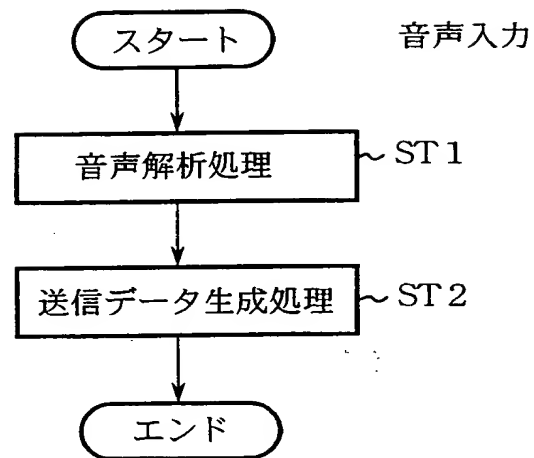 スタート
音声入力
音声解析処理
ST1
送信データ生成処理
ST2
エンド